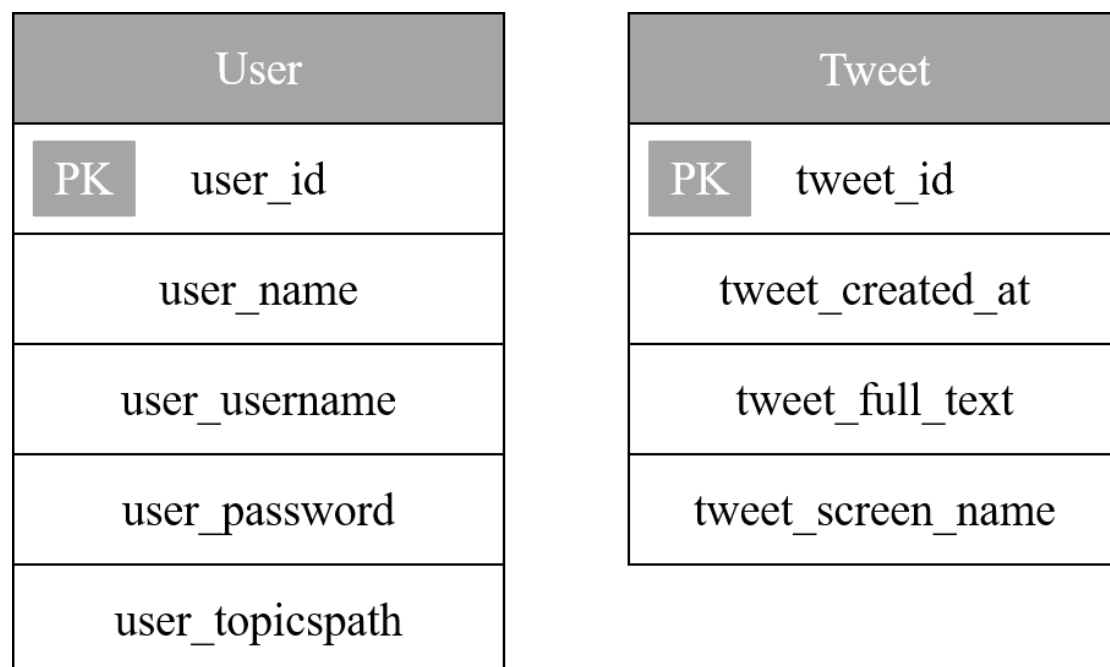 User
PK user_id
user_name
user_username
user_password
user_topicspath
Tweet
PK tweet_id
tweet_created_at
tweet_full_text
tweet_screen_name